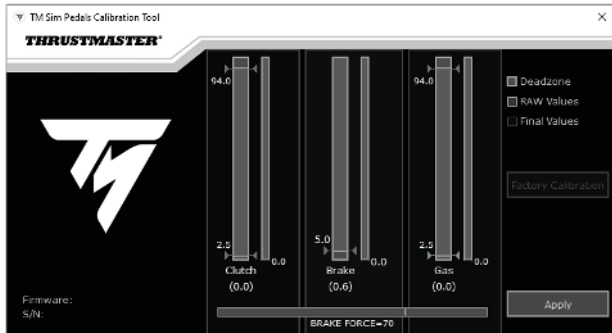 TM Sim Pedals Calibration Tool
THRUSTMASTER®
94.0
94.0
Deadzone
RAW Values
Final Values
Factory Calibration
2.5
5.0
2.5
0.0
0.0
0.0
Clutch
Brake
Gas
(0.0)
(0.6)
(0.0)
Firmware:
S/N:
BRAKE FORCE=70
Apply